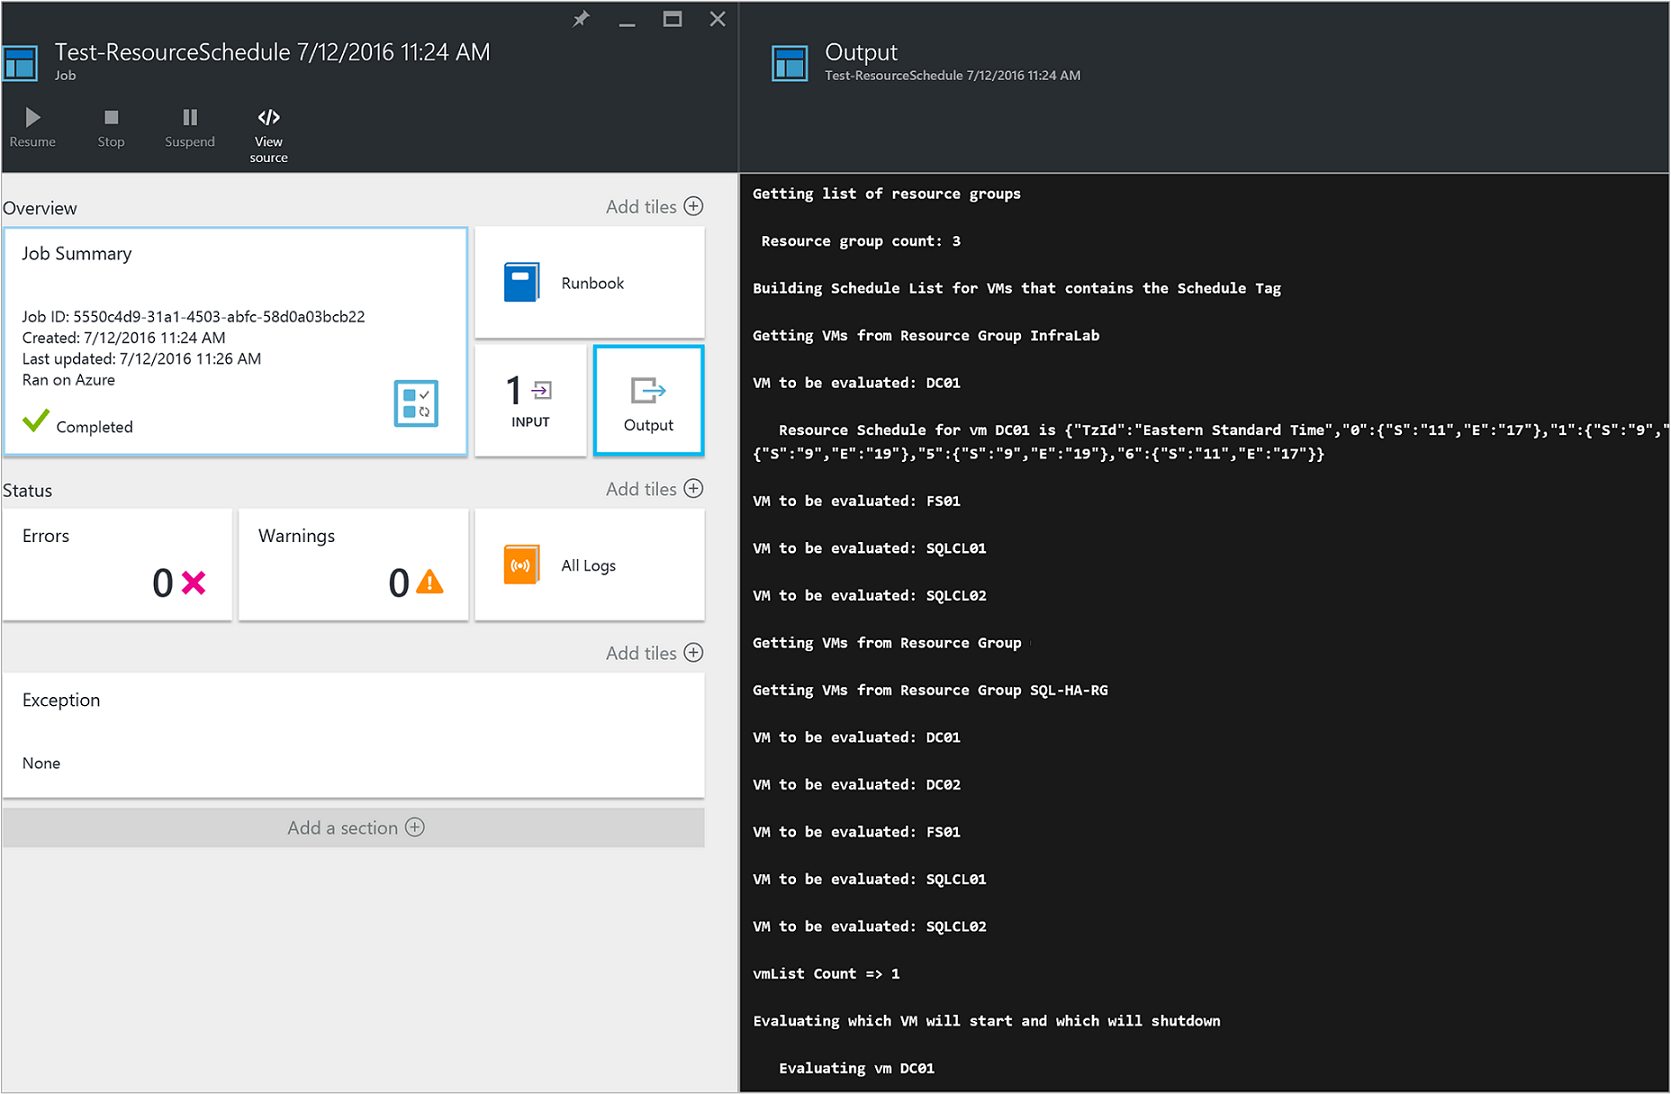 Test-ResourceSchedule 7/12/2016 11:24 AM
Job
Resume
Stop
Suspend
View
source
Overview
Add tiles
Job Summary
Job ID: 5550c4d9-31a1-4503-abfc-58d0a03bcb22
Created: 7/12/2016 11:24 AM
Last updated: 7/12/2016 11:26 AM
Ran on Azure
Completed
Runbook
1
INPUT
Output
Status
Add tiles
Errors
0
Warnings
0
All Logs
Add tiles
Exception
None
Add a section
Output
Test-ResourceSchedule 7/12/2016 11:24 AM
Getting list of resource groups
Resource group count: 3
Building Schedule List for VMs that contains the Schedule Tag
Getting VMs from Resource Group InfraLab
VM to be evaluated: DC01
Resource Schedule for vm DC01 is {"TzId":"Eastern Standard Time","0":{"S":"11","E":"17"},"1":{"S":"9","
{"S":"9","E":"19"},"5":{"S":"9","E":"19"},"6":{"S":"11","E":"17"}}
VM to be evaluated: FS01
VM to be evaluated: SQLCL01
VM to be evaluated: SQLCL02
Getting VMs from Resource Group
Getting VMs from Resource Group SQL-HA-RG
VM to be evaluated: DC01
VM to be evaluated: DC02
VM to be evaluated: FS01
VM to be evaluated: SQLCL01
VM to be evaluated: SQLCL02
vmList Count => 1
Evaluating which VM will start and which will shutdown
Evaluating vm DC01